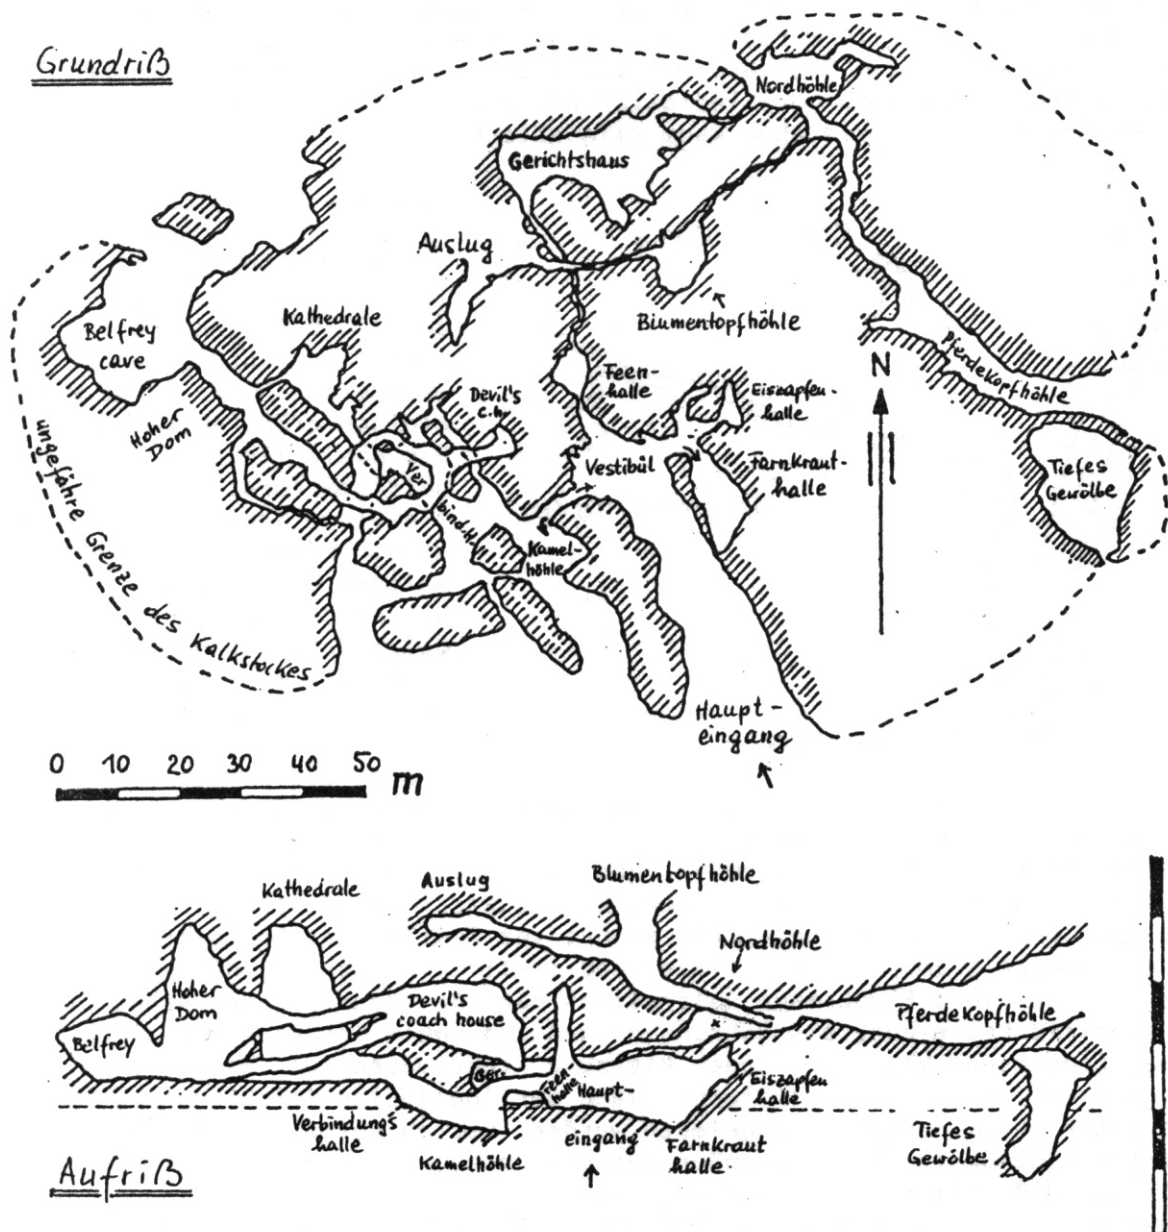 Grundriß
Nordhöhle
Gerichtshaus
Auslug
Blumentopfhöhle
Kathedrale
Belfrey
cave
Hoher
Dom
Devil's
c.h.
Feen-
halle
Eiszapfen-
halle
N
Pferdekopfhöhle
Vestibül
Farnkraut-
halle
Tiefes
Gewölbe
Ver
bind.H.
Kamel-
höhle
ungefähre Grenze des Kalkstockes
Haupt-
eingang
0 10 20 30 40 50 m
Kathedrale
Auslug
Blumentopfhöhle
Nordhöhle
Hoher
Dom
Devil's
coach house
Pferdekopfhöhle
Belfrey
Ger.
Feen-
halle
Haupt-
eingang
Eiszapfen
halle
Verbindungs
halle
Kamelhöhle
Farnkraut
halle
Tiefes
Gewölbe
Aufriß